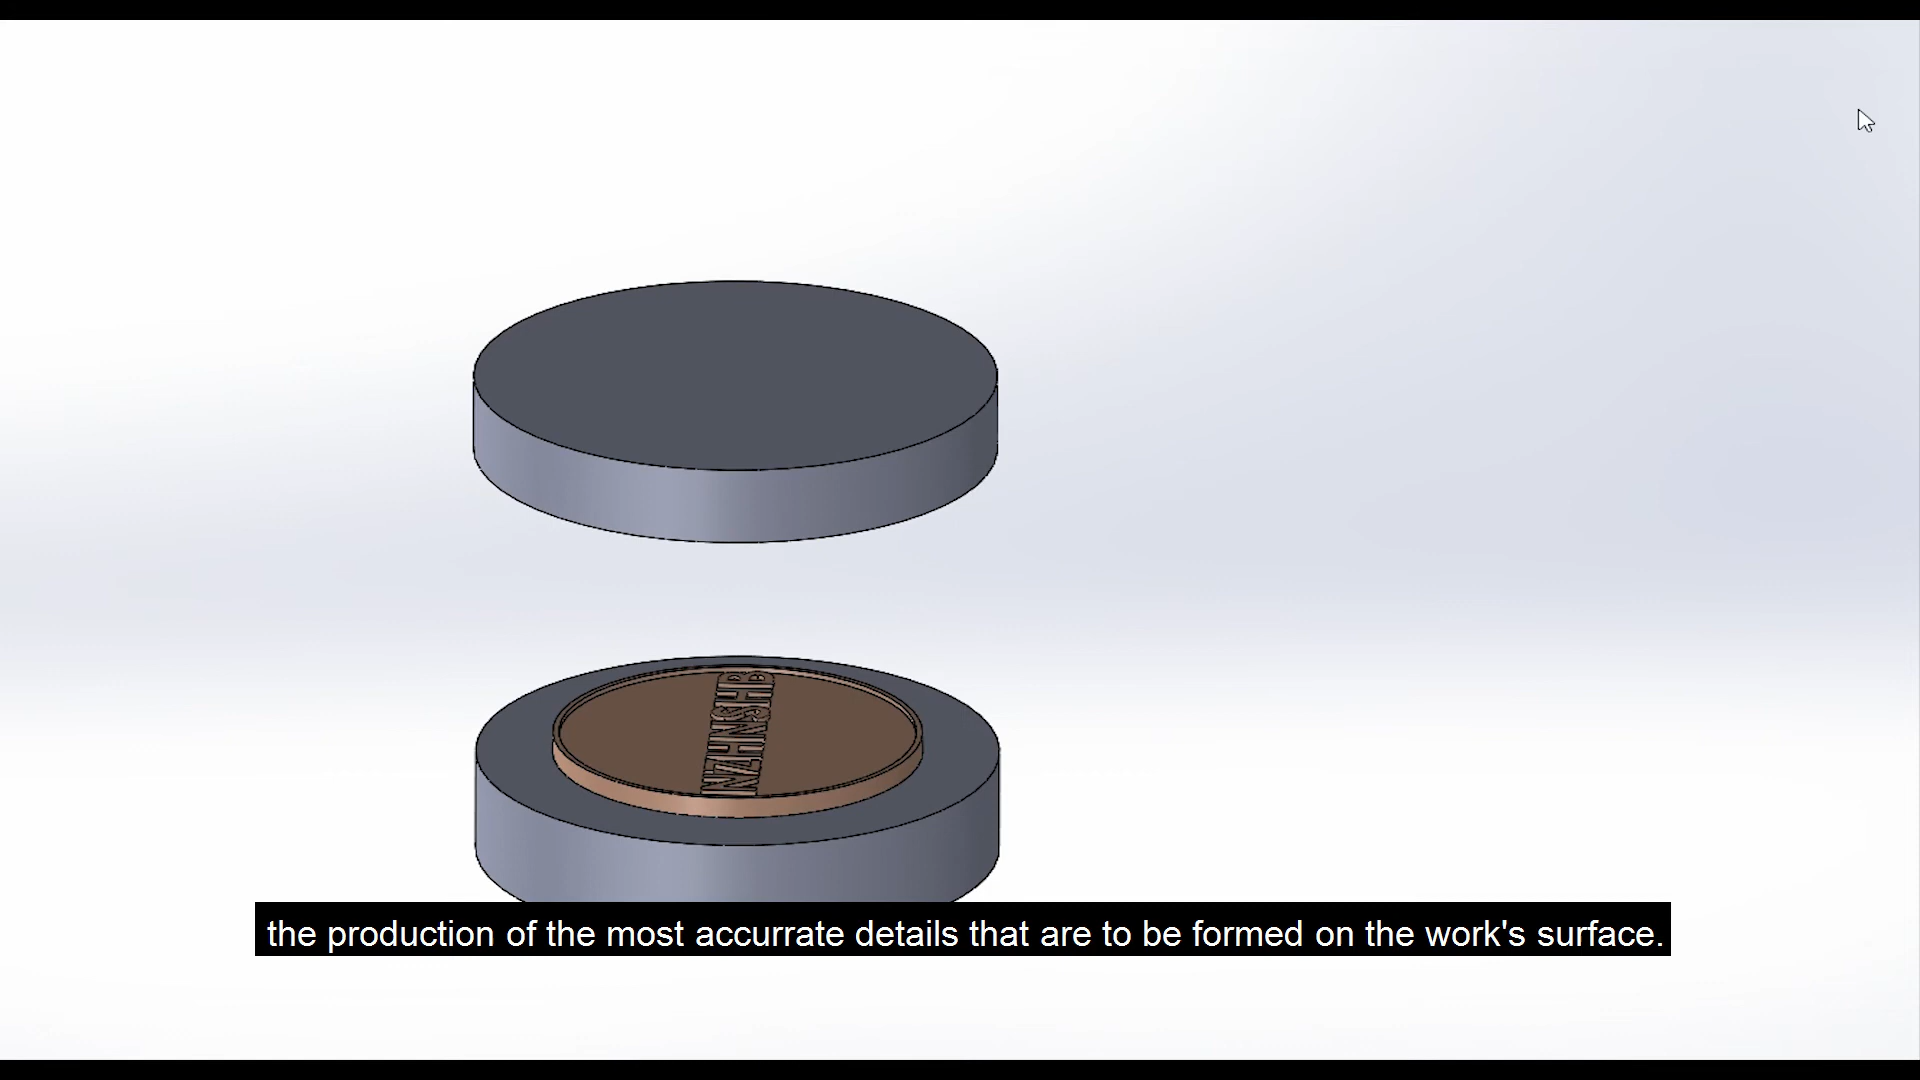 the production of the most accurrate details that are to be formed on the work's surface.